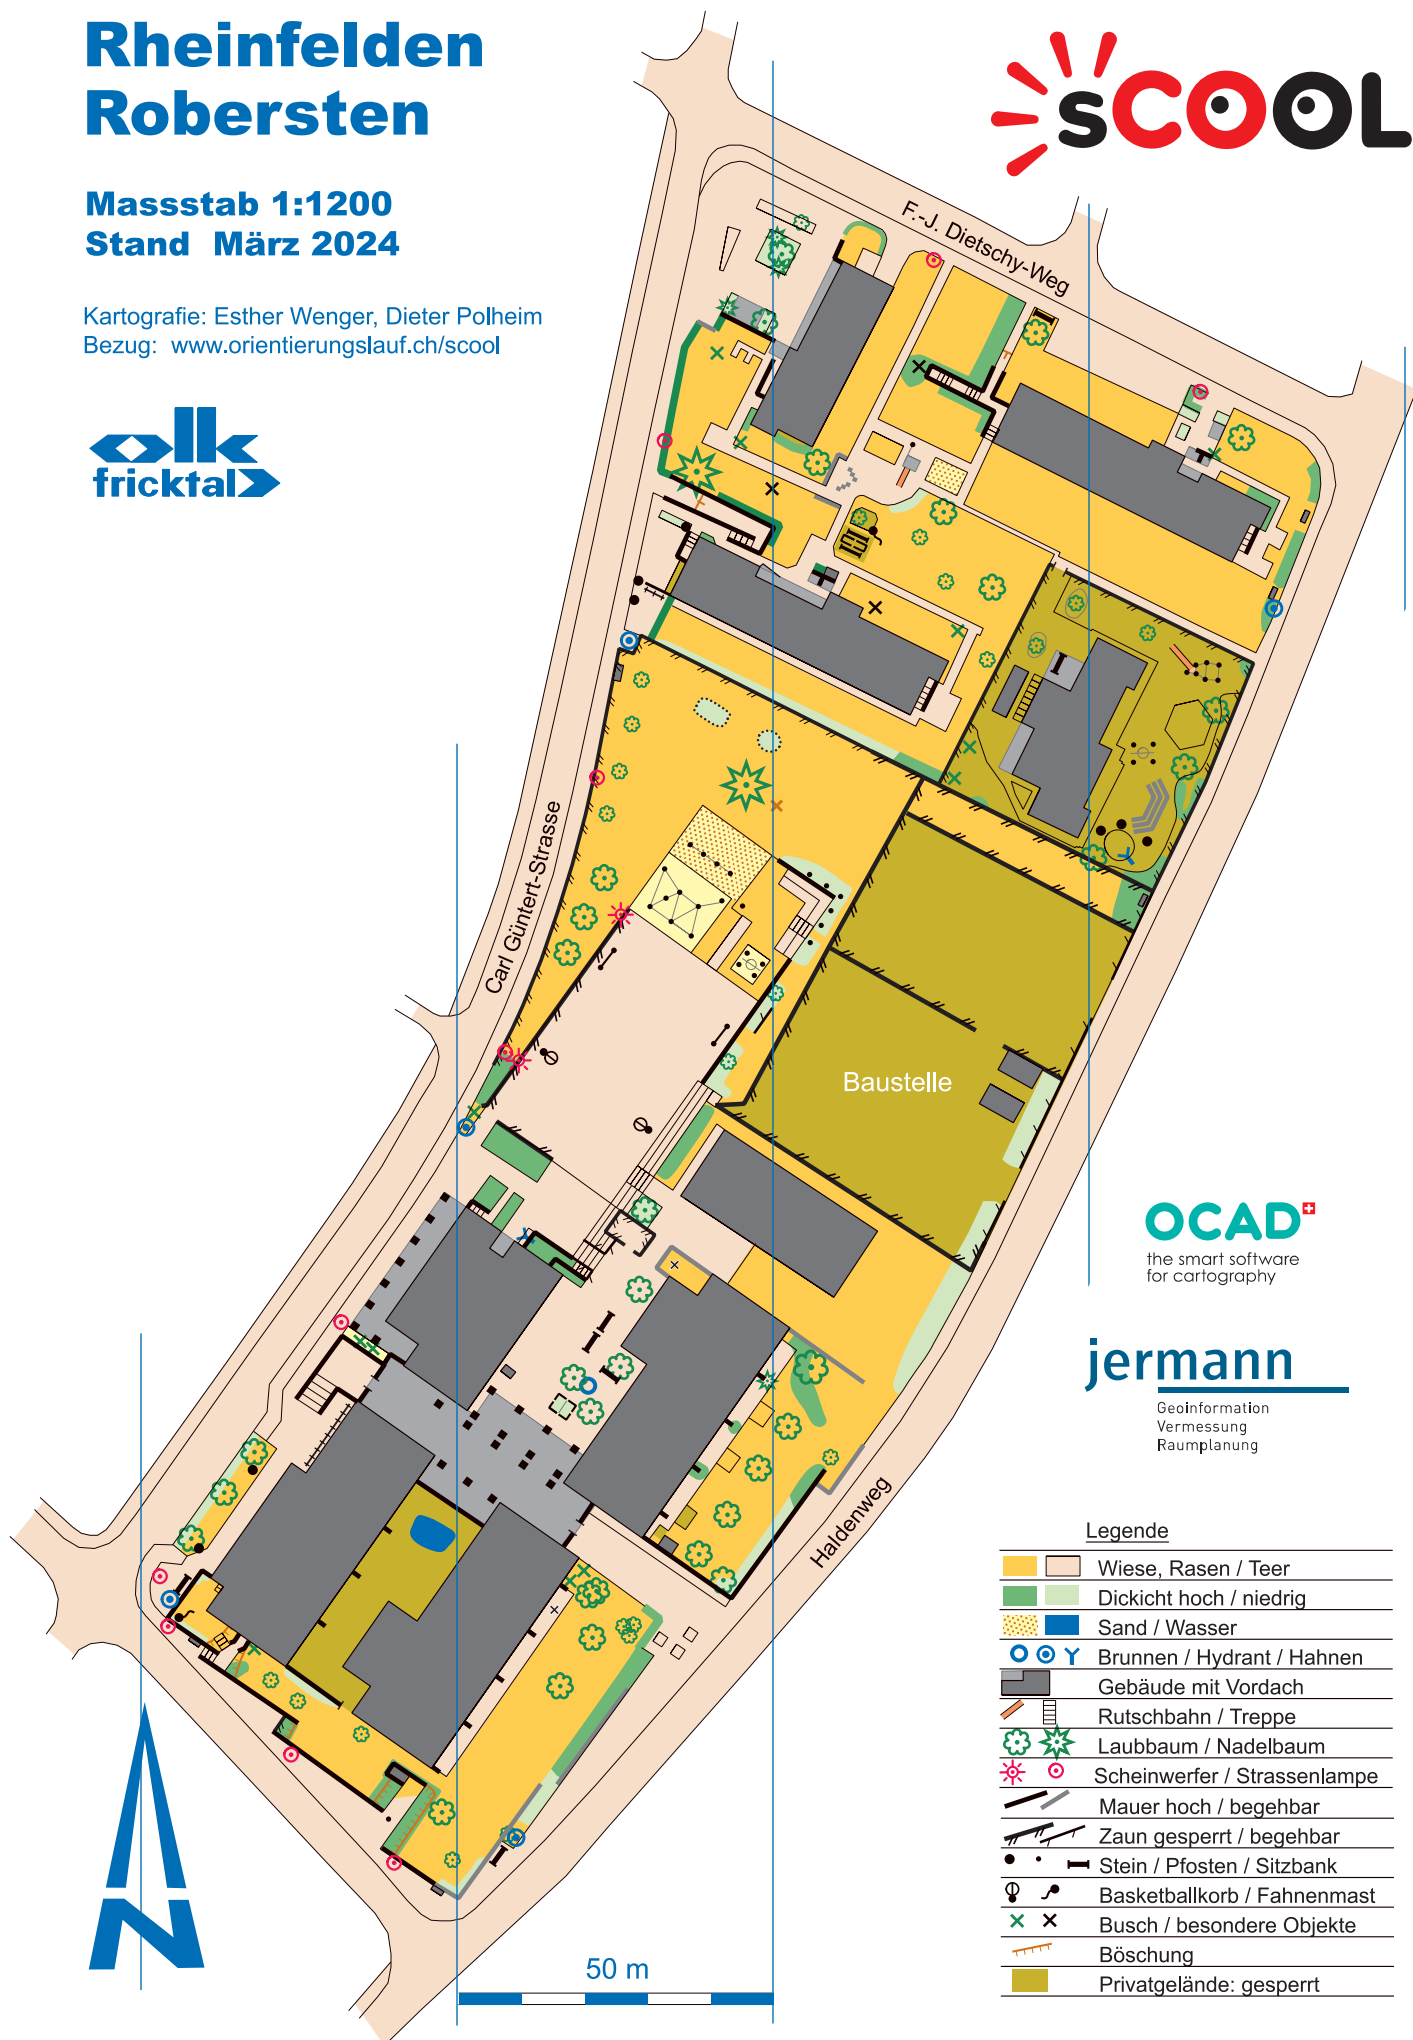 Rheinfelden
Robersten
Massstab 1:1200
Stand März 2024
Kartografie: Esther Wenger, Dieter Polheim
Bezug: www.orientierungslauf.ch/scool
olk
fricktal
sCOOL
F.-J. Dietschy-Weg
Carl Güntert-Strasse
Baustelle
Haldenweg
OCAD
the smart software
for cartography
jermann
Geoinformation
Vermessung
Raumplanung
Legende
Wiese, Rasen / Teer
Dickicht hoch / niedrig
Sand / Wasser
Brunnen / Hydrant / Hahnen
Gebäude mit Vordach
Rutschbahn / Treppe
Laubbaum / Nadelbaum
Scheinwerfer / Strassenlampe
Mauer hoch / begehbar
Zaun gesperrt / begehbar
Stein / Pfosten / Sitzbank
Basketballkorb / Fahnenmast
Busch / besondere Objekte
Böschung
Privatgelände: gesperrt
N
50 m